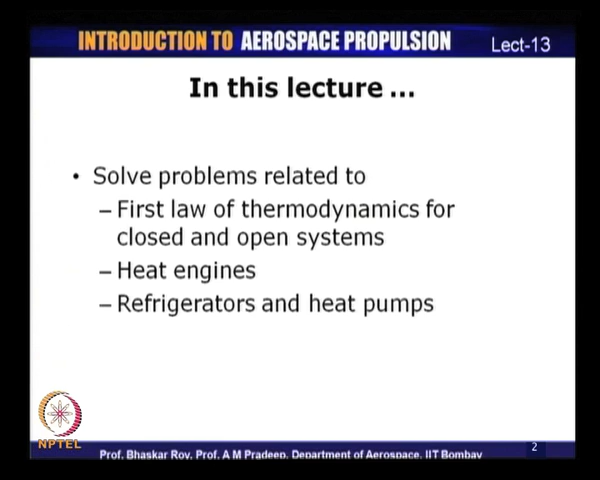 INTRODUCTION TO AEROSPACE PROPULSION Lect-13
In this lecture ...
• Solve problems related to
– First law of thermodynamics for
closed and open systems
– Heat engines
– Refrigerators and heat pumps
NPTEL
2
Prof. Bhaskar Roy, Prof. A M Pradeep, Department of Aerospace, IIT Bombay